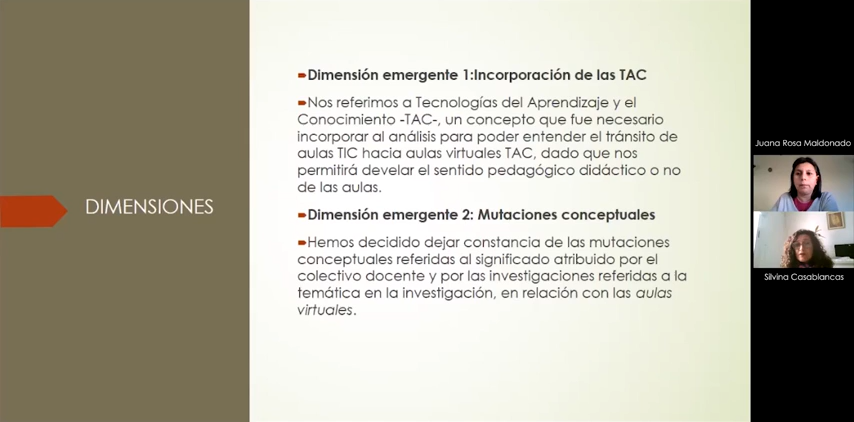 DIMENSIONES
Dimensión emergente 1:Incorporación de las TAC
Nos referimos a Tecnologías del Aprendizaje y el
Conocimiento -TAC-, un concepto que fue necesario
incorporar al análisis para poder entender el tránsito de
aulas TIC hacia aulas virtuales TAC, dado que nos
permitirá develar el sentido pedagógico didáctico o no
de las aulas.
Dimensión emergente 2: Mutaciones conceptuales
Hemos decidido dejar constancia de las mutaciones
conceptuales referidas al significado atribuido por el
colectivo docente y por las investigaciones referidas a la
temática en la investigación, en relación con las aulas
virtuales.
Juana Rosa Maldonado
Silvina Casablancas